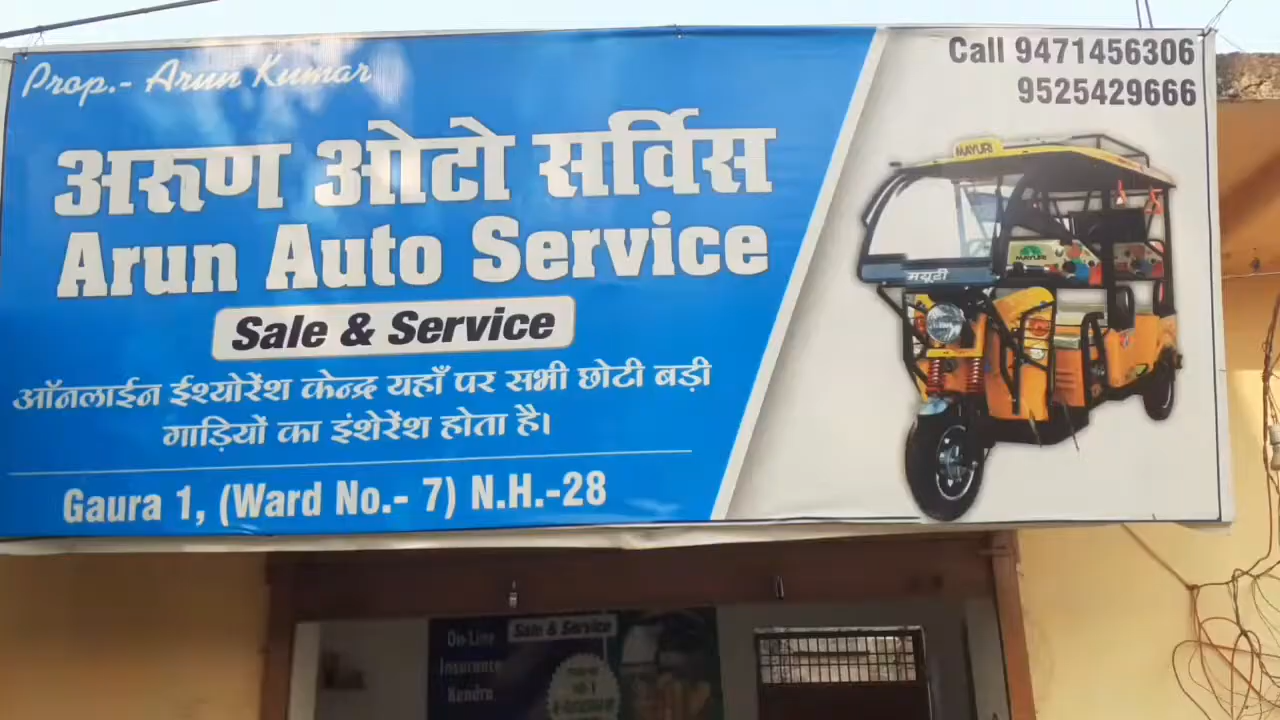 Prop.- Arun Kumar
Call 9471456306
9525429666
अरूण ओटो सर्विस
Arun Auto Service
Sale & Service
ऑनलाईन ईश्योरेंश केन्द्र यहाँ पर सभी छोटी बड़ी
गाड़ियों का इंशेरेंश होता है।
Gaura 1, (Ward No.- 7) N.H.-28
MAYURI
MAYURI
मयूरी
On-Line
Insurance
Kendra
Sale & Service